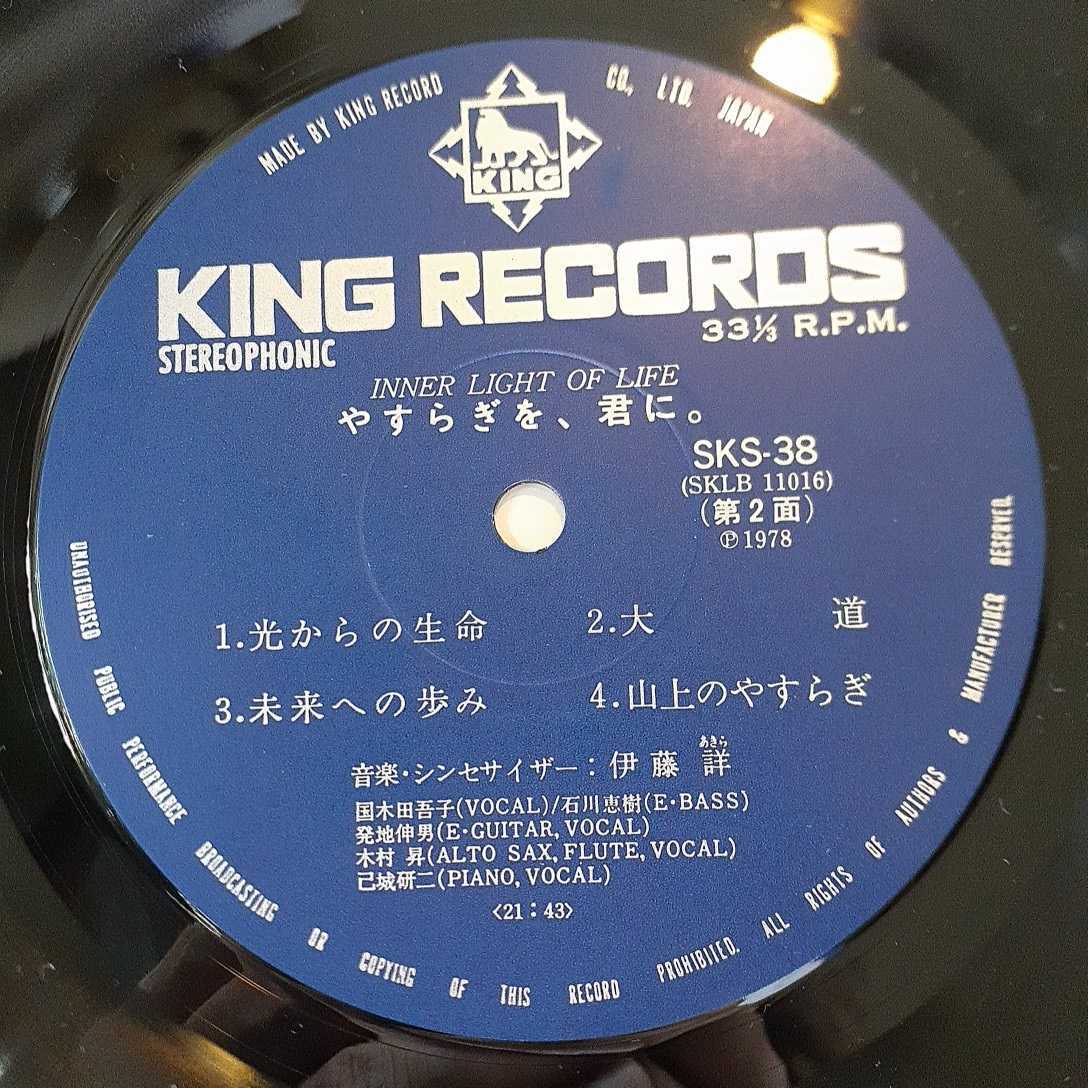 MADE BY KING RECORD CO., LTD. JAPAN
KING
KING RECORDS
STEREOPHONIC
33⅓ R.P.M.
INNER LIGHT OF LIFE
やすらぎを、君に。
SKS-38
(SKLB 11016)
(第2面)
Ⓟ1978
1.光からの生命 2.大道
3.未来への歩み 4.山上のやすらぎ
あきら
音楽・シンセサイザー:伊藤 詳
国木田吾子(VOCAL)/石川恵樹(E・BASS)
発地伸男(E・GUITAR, VOCAL)
木村 昇(ALTO SAX, FLUTE, VOCAL)
己城研二(PIANO, VOCAL)
〈21:43〉
UNAUTHORISED PUBLIC PERFORMANCE BROADCASTING OR COPYING OF THIS RECORD PROHIBITED. ALL RIGHTS OF AUTHORS & MANUFACTURER RESERVED.